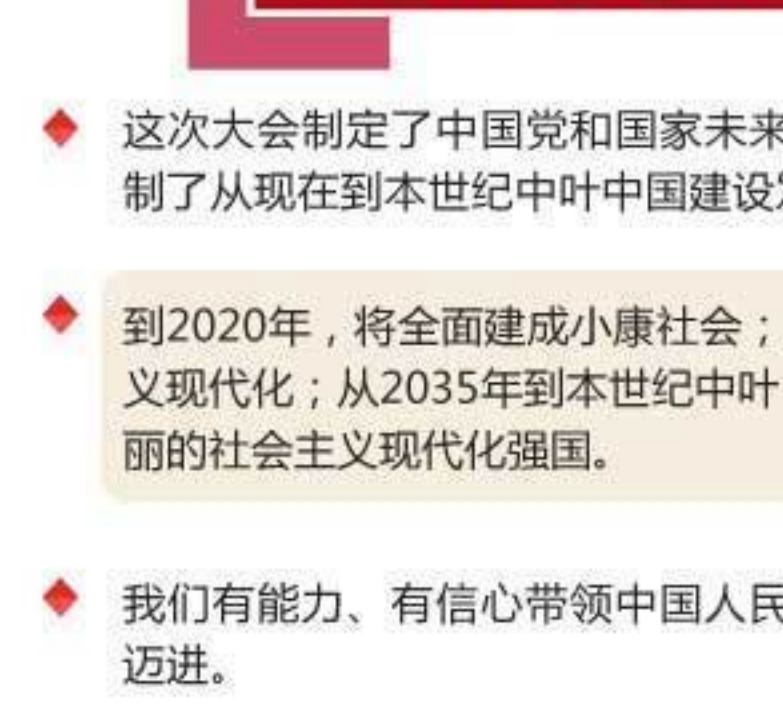 这次大会制定了中国党和国家未来
制了从现在到本世纪中叶中国建设
到2020年，将全面建成小康社会；
义现代化；从2035年到本世纪中叶
丽的社会主义现代化强国。
我们有能力、有信心带领中国人民
迈进。